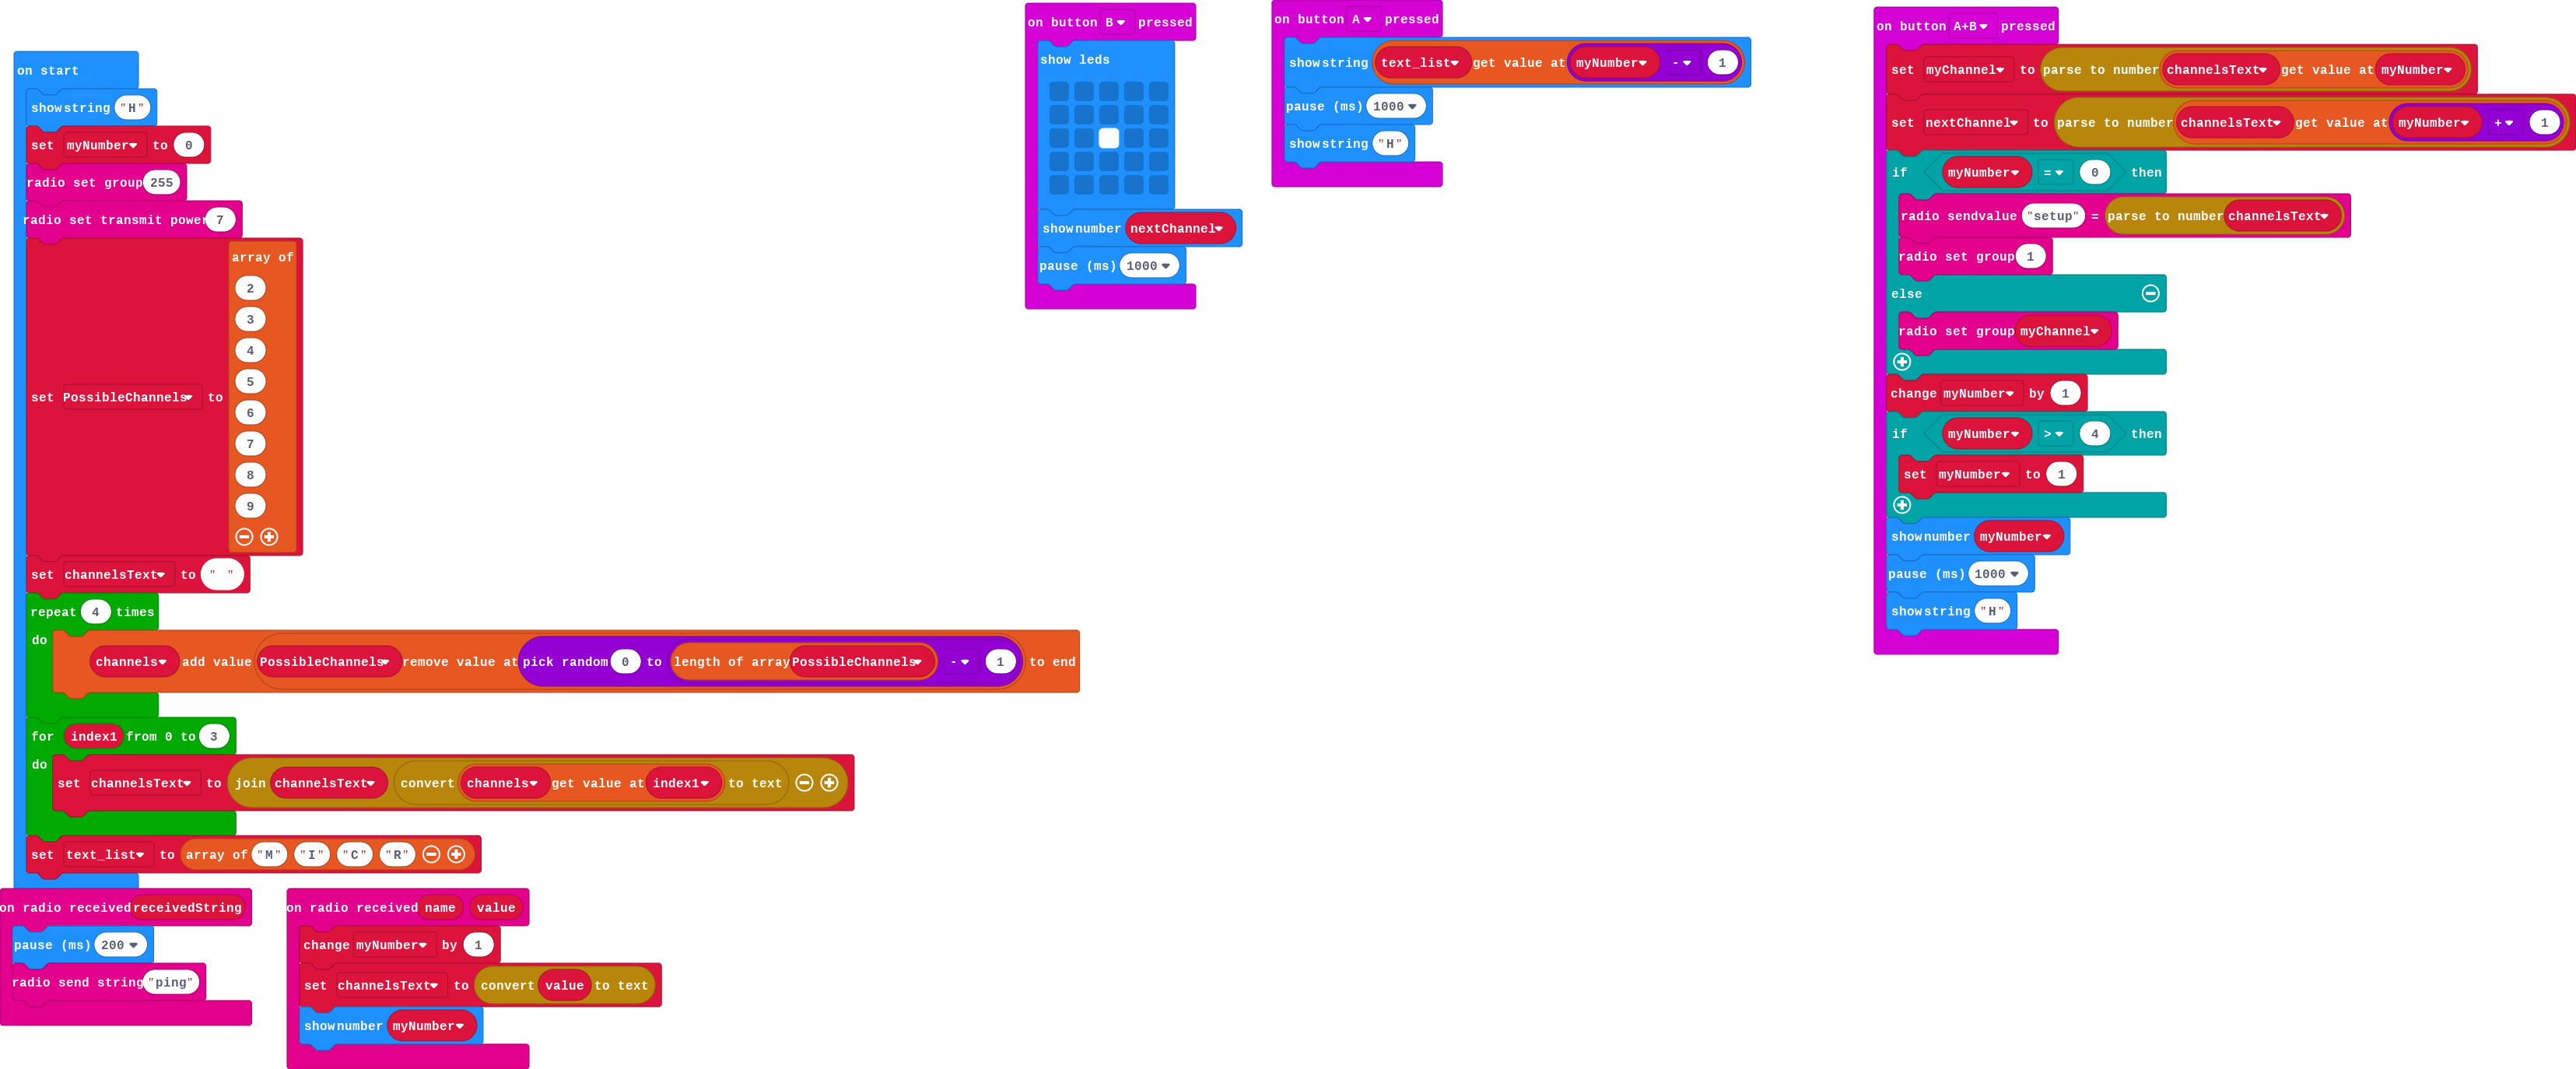 on start
show string "H"
set myNumber to 0
radio set group 255
radio set transmit power 7
set PossibleChannels to array of
2
3
4
5
6
7
8
9
set channelsText to " "
repeat 4 times
do channels add value PossibleChannels remove value at pick random 0 to length of array PossibleChannels - 1 to end
for index1 from 0 to 3
do set channelsText to join channelsText convert channels get value at index1 to text
set text_list to array of "M" "I" "C" "R"
on radio received receivedString
pause (ms) 200
radio send string "ping"
on radio received name value
change myNumber by 1
set channelsText to convert value to text
show number myNumber
on button B pressed
show leds
show number nextChannel
pause (ms) 1000
on button A pressed
show string text_list get value at myNumber - 1
pause (ms) 1000
show string "H"
on button A+B pressed
set myChannel to parse to number channelsText get value at myNumber
set nextChannel to parse to number channelsText get value at myNumber + 1
if myNumber = 0 then
radio send value "setup" = parse to number channelsText
radio set group 1
else
radio set group myChannel
change myNumber by 1
if myNumber > 4 then
set myNumber to 1
show number myNumber
pause (ms) 1000
show string "H"